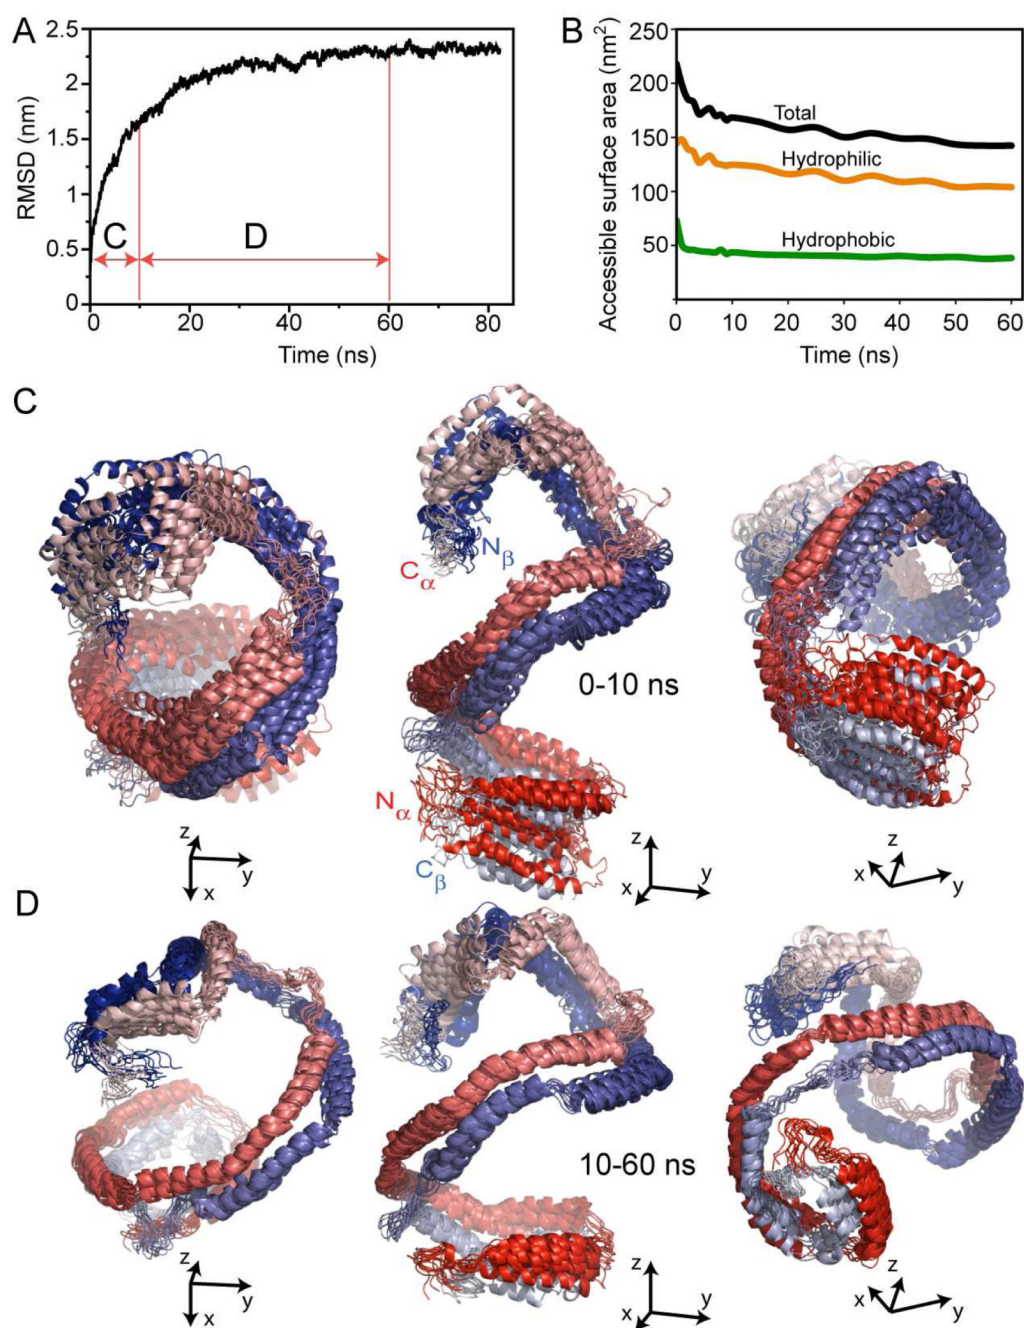 A
2.5
2
1.5
1
0.5
0
RMSD (nm)
C
D
0
20
40
60
80
Time (ns)
B
250
200
150
100
50
Accessible surface area (nm²)
Total
Hydrophilic
Hydrophobic
0
10
20
30
40
50
60
Time (ns)
C
Nβ
Cα
0-10 ns
Nα
Cβ
z
y
x
z
y
x
z
x
y
D
10-60 ns
z
y
x
z
y
x
z
x
y